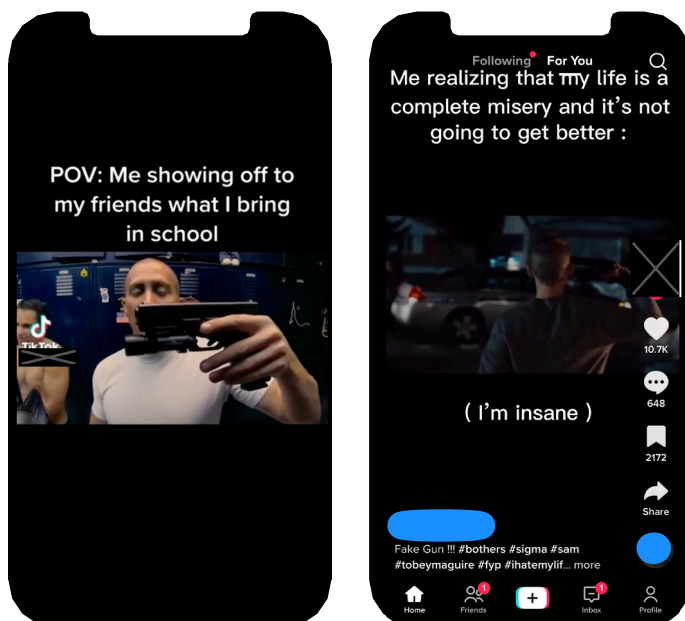 POV: Me showing off to
my friends what I bring
in school
TikTok
Following
For You
Me realizing that my life is a
complete misery and it's not
going to get better :
( I'm insane )
10.7K
648
2172
Share
Fake Gun !!! #bothers #sigma #sam
#tobeymaguire #fyp #ihatemylif... more
1
1
Home
Friends
Inbox
Profile